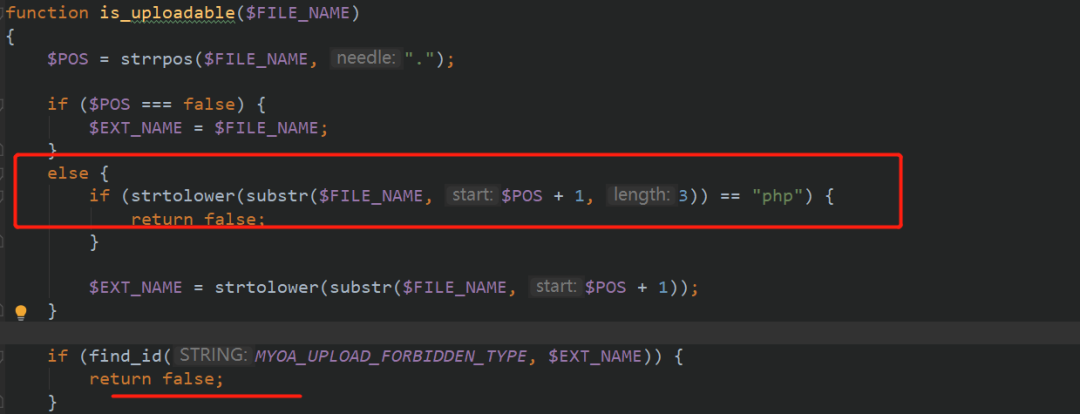 function is_uploadable($FILE_NAME)
{
$POS = strrpos($FILE_NAME, needle: ".");
if ($POS === false) {
$EXT_NAME = $FILE_NAME;
}
else {
if (strtolower(substr($FILE_NAME, start: $POS + 1, length: 3)) == "php") {
return false;
}
$EXT_NAME = strtolower(substr($FILE_NAME, start: $POS + 1));
}
if (find_id( STRING: MYOA_UPLOAD_FORBIDDEN_TYPE, $EXT_NAME)) {
return false;
}